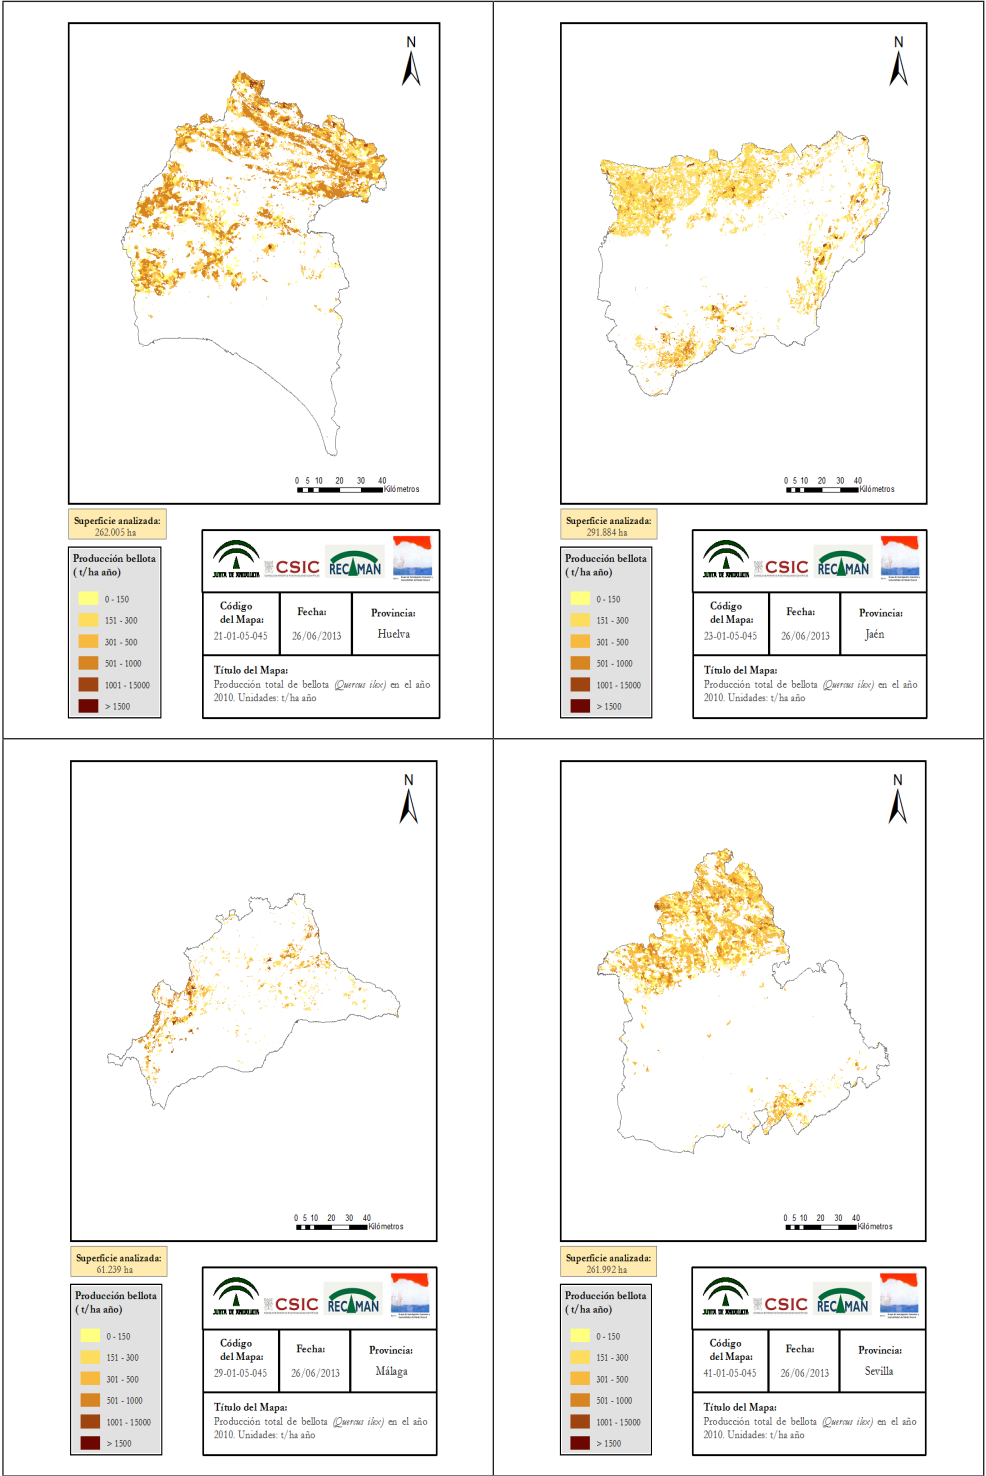 N
0 5 10 20 30 40
Kilómetros
Superficie analizada:
262.005 ha
Producción bellota
( t/ha año)
0 - 150
151 - 300
301 - 500
501 - 1000
1001 - 15000
> 1500
JUNTA DE ANDALUCIA
CSIC
RECAMAN
Código
del Mapa:
21-01-05-045
Fecha:
26/06/2013
Provincia:
Huelva
Título del Mapa:
Producción total de bellota (Quercus ilex) en el año
2010. Unidades: t/ha año
N
0 5 10 20 30 40
Kilómetros
Superficie analizada:
291.884 ha
Producción bellota
( t/ha año)
0 - 150
151 - 300
301 - 500
501 - 1000
1001 - 15000
> 1500
JUNTA DE ANDALUCIA
CSIC
RECAMAN
Código
del Mapa:
23-01-05-045
Fecha:
26/06/2013
Provincia:
Jaén
Título del Mapa:
Producción total de bellota (Quercus ilex) en el año
2010. Unidades: t/ha año
N
0 5 10 20 30 40
Kilómetros
Superficie analizada:
61.239 ha
Producción bellota
( t/ha año)
0 - 150
151 - 300
301 - 500
501 - 1000
1001 - 15000
> 1500
JUNTA DE ANDALUCIA
CSIC
RECAMAN
Código
del Mapa:
29-01-05-045
Fecha:
26/06/2013
Provincia:
Málaga
Título del Mapa:
Producción total de bellota (Quercus ilex) en el año
2010. Unidades: t/ha año
N
0 5 10 20 30 40
Kilómetros
Superficie analizada:
261.992 ha
Producción bellota
( t/ha año)
0 - 150
151 - 300
301 - 500
501 - 1000
1001 - 15000
> 1500
JUNTA DE ANDALUCIA
CSIC
RECAMAN
Código
del Mapa:
41-01-05-045
Fecha:
26/06/2013
Provincia:
Sevilla
Título del Mapa:
Producción total de bellota (Quercus ilex) en el año
2010. Unidades: t/ha año